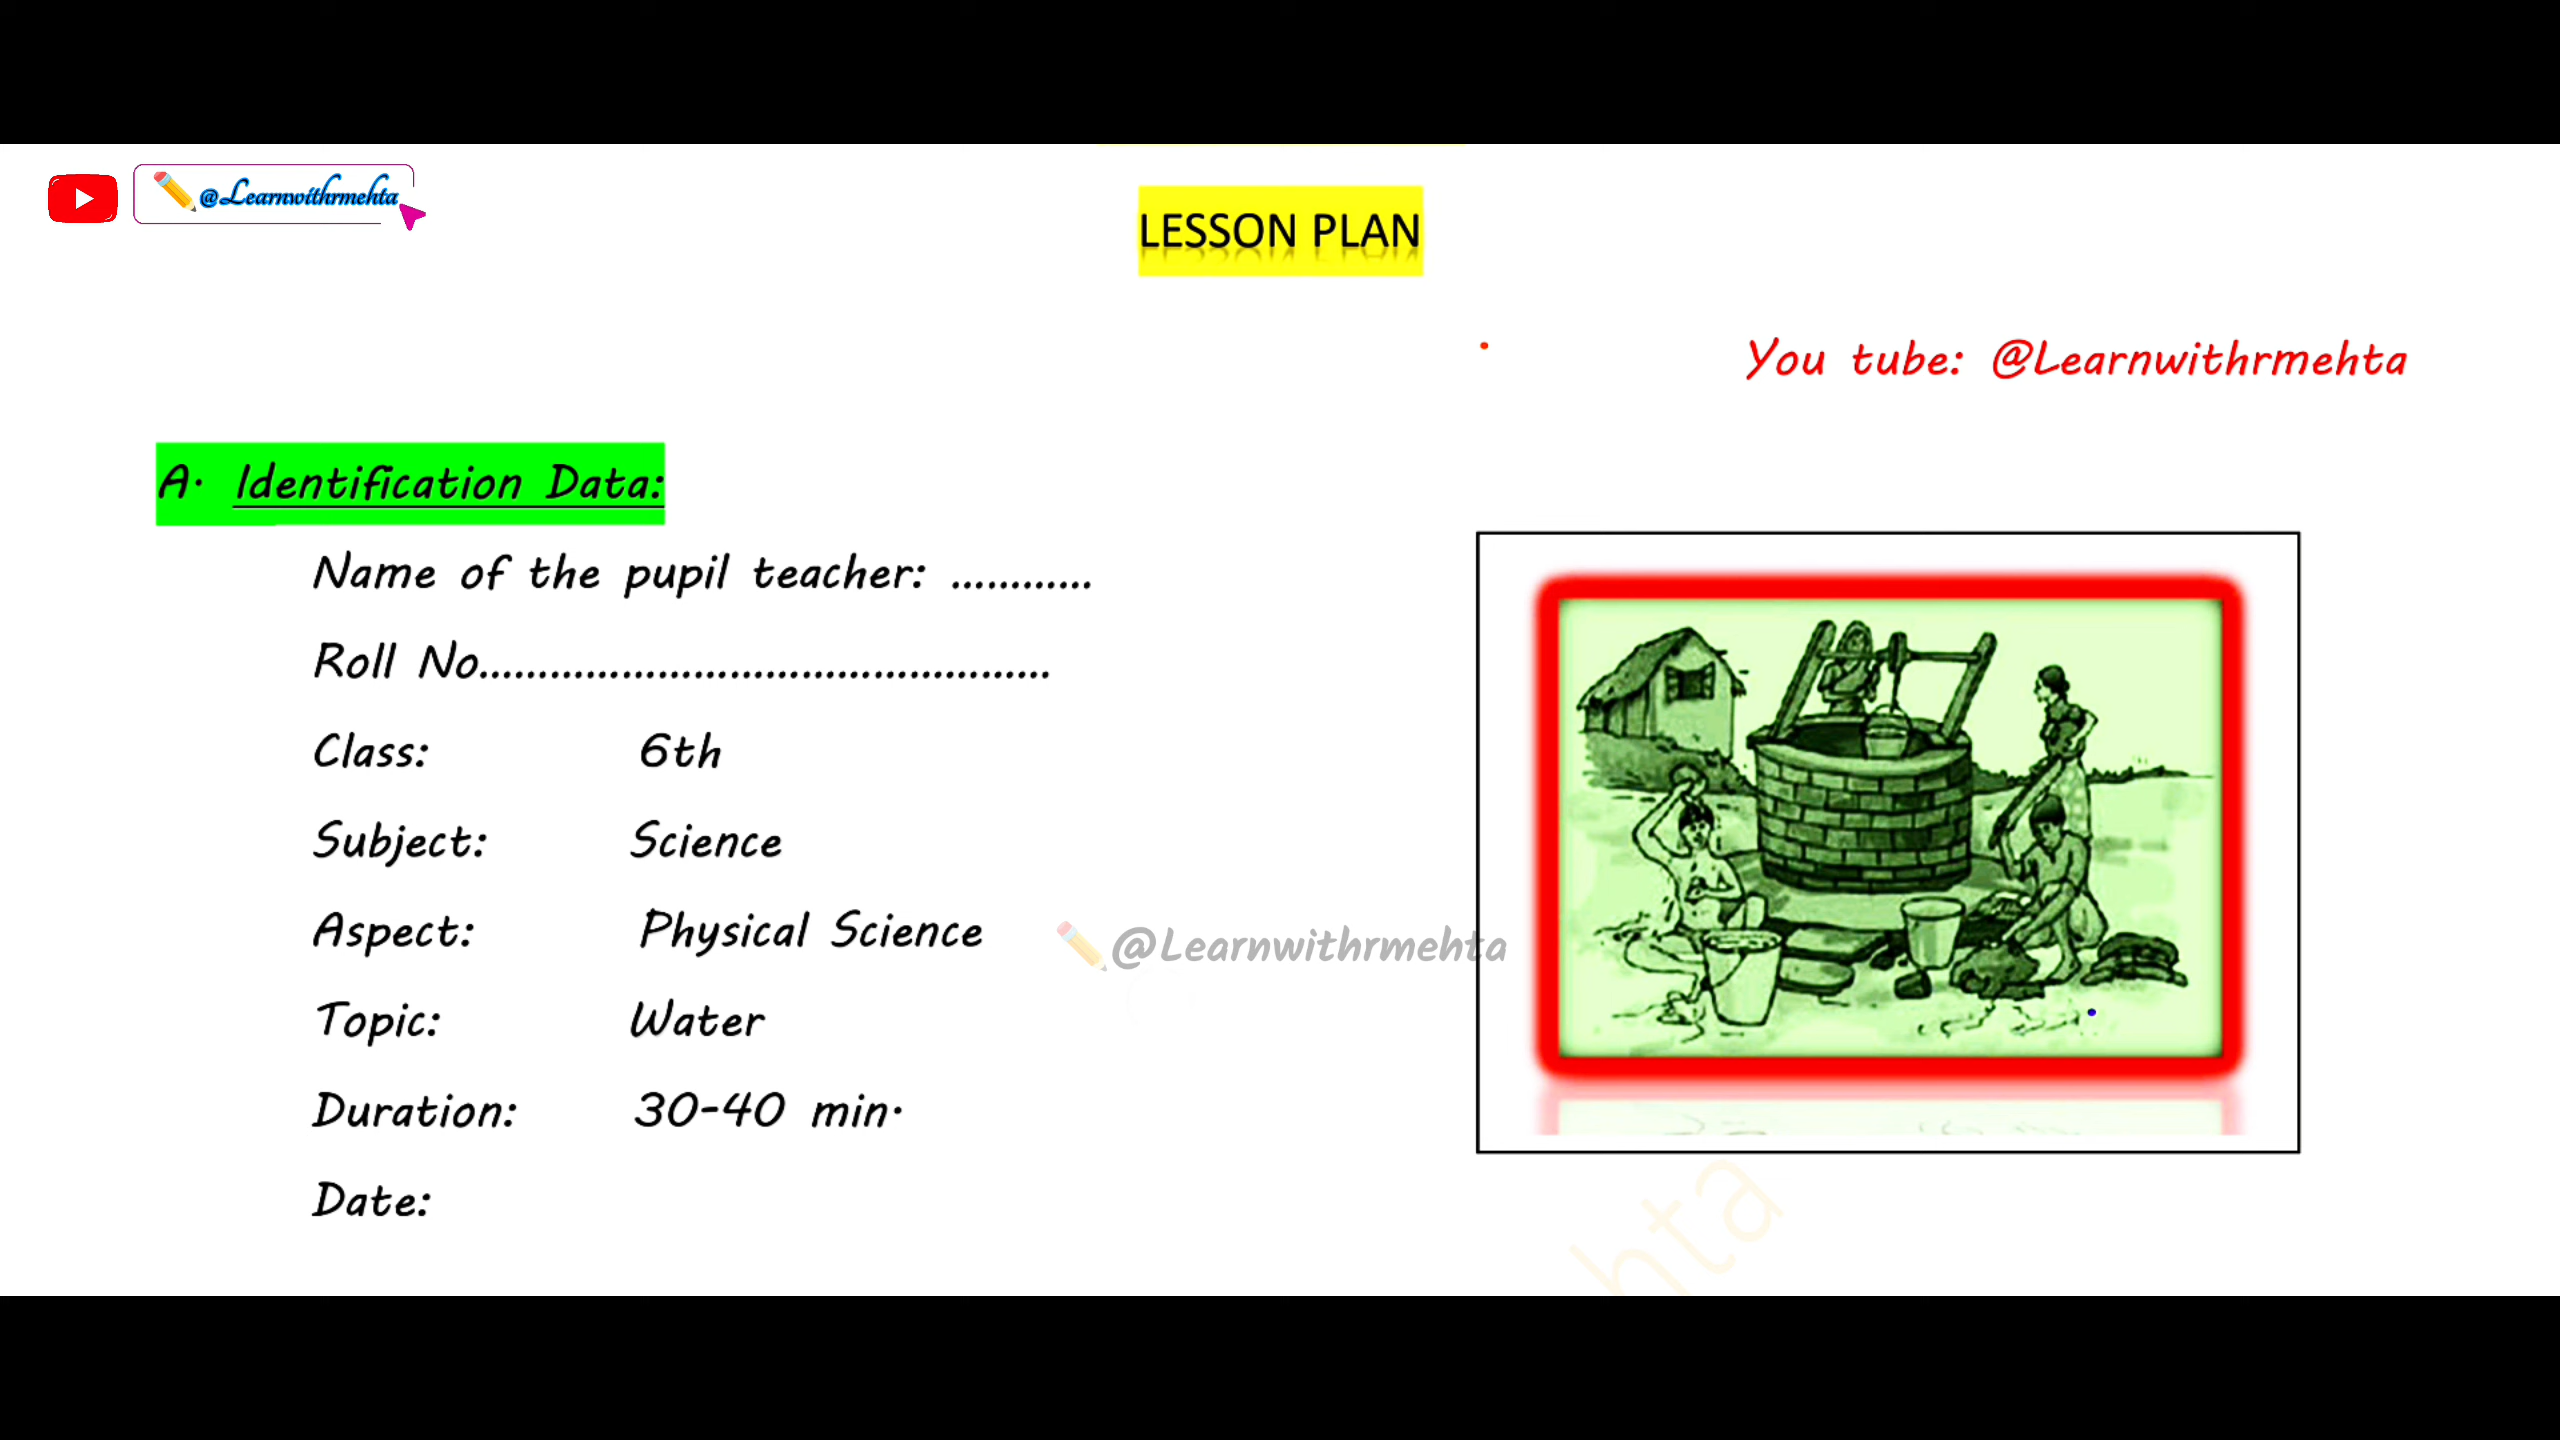 @Learnwithrmehta
LESSON PLAN
You tube: @Learnwithrmehta
A. Identification Data:
Name of the pupil teacher: ............
Roll No................................................
Class: 6th
Subject: Science
Aspect: Physical Science
@Learnwithrmehta
Topic: Water
Duration: 30-40 min.
Date:
hta